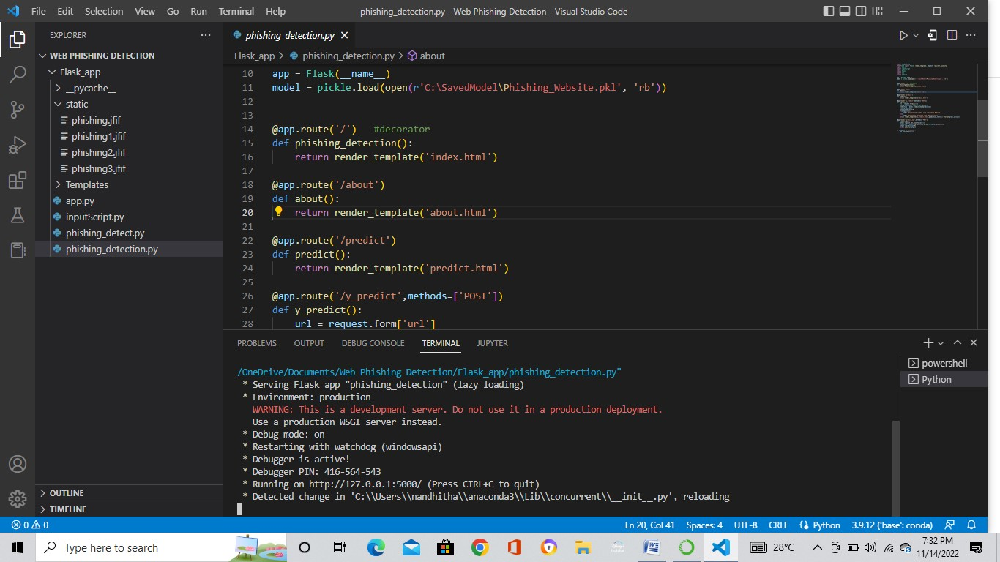 File Edit Selection View Go Run Terminal Help
phishing_detection.py - Web Phishing Detection - Visual Studio Code
EXPLORER
WEB PHISHING DETECTION
Flask_app
__pycache__
static
phishing.jfif
phishing1.jfif
phishing2.jfif
phishing3.jfif
Templates
app.py
inputScript.py
phishing_detect.py
phishing_detection.py
OUTLINE
TIMELINE
phishing_detection.py
Flask_app > phishing_detection.py > about
10 app = Flask(__name__)
11 model = pickle.load(open(r'C:\SavedModel\Phishing_Website.pkl', 'rb'))
12
13
14 @app.route('/')   #decorator
15 def phishing_detection():
16     return render_template('index.html')
17
18 @app.route('/about')
19 def about():
20     return render_template('about.html')
21
22 @app.route('/predict')
23 def predict():
24     return render_template('predict.html')
25
26 @app.route('/y_predict',methods=['POST'])
27 def y_predict():
28     url = request.form['url']
PROBLEMS OUTPUT DEBUG CONSOLE TERMINAL JUPYTER
/OneDrive/Documents/Web Phishing Detection/Flask_app/phishing_detection.py"
* Serving Flask app "phishing_detection" (lazy loading)
* Environment: production
WARNING: This is a development server. Do not use it in a production deployment.
Use a production WSGI server instead.
* Debug mode: on
* Restarting with watchdog (windowsapi)
* Debugger is active!
* Debugger PIN: 416-564-543
* Running on http://127.0.0.1:5000/ (Press CTRL+C to quit)
* Detected change in 'C:\\Users\\nandhitha\\anaconda3\\Lib\\concurrent\\__init__.py', reloading
powershell
Python
0 0
Ln 20, Col 41 Spaces: 4 UTF-8 CRLF Python 3.9.12 ('base': conda)
Type here to search
28°C
7:32 PM
11/14/2022